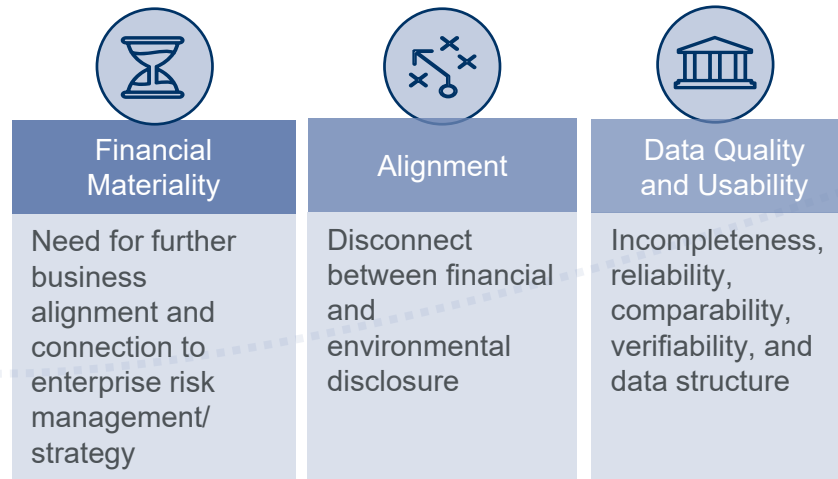 Financial
Materiality
Need for further
business
alignment and
connection to
enterprise risk
management/
strategy
Alignment
Disconnect
between financial
and
environmental
disclosure
Data Quality
and Usability
Incompleteness,
reliability,
comparability,
verifiability, and
data structure